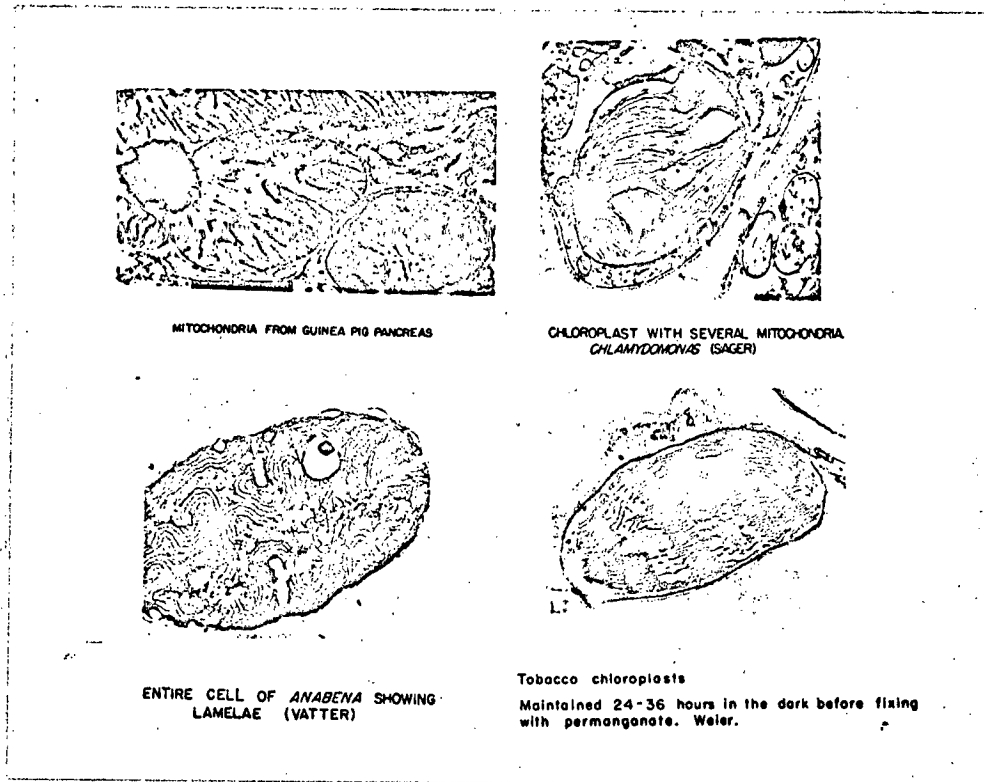 MITOCHONDRIA FROM GUINEA PIG PANCREAS
CHLOROPLAST WITH SEVERAL MITOCHONDRIA
CHLAMYDOMONAS (SAGER)
ENTIRE CELL OF ANABENA SHOWING
LAMELAE (VATTER)
Tobacco chloroplasts
Maintained 24-36 hours in the dark before fixing
with permanganate. Weier.